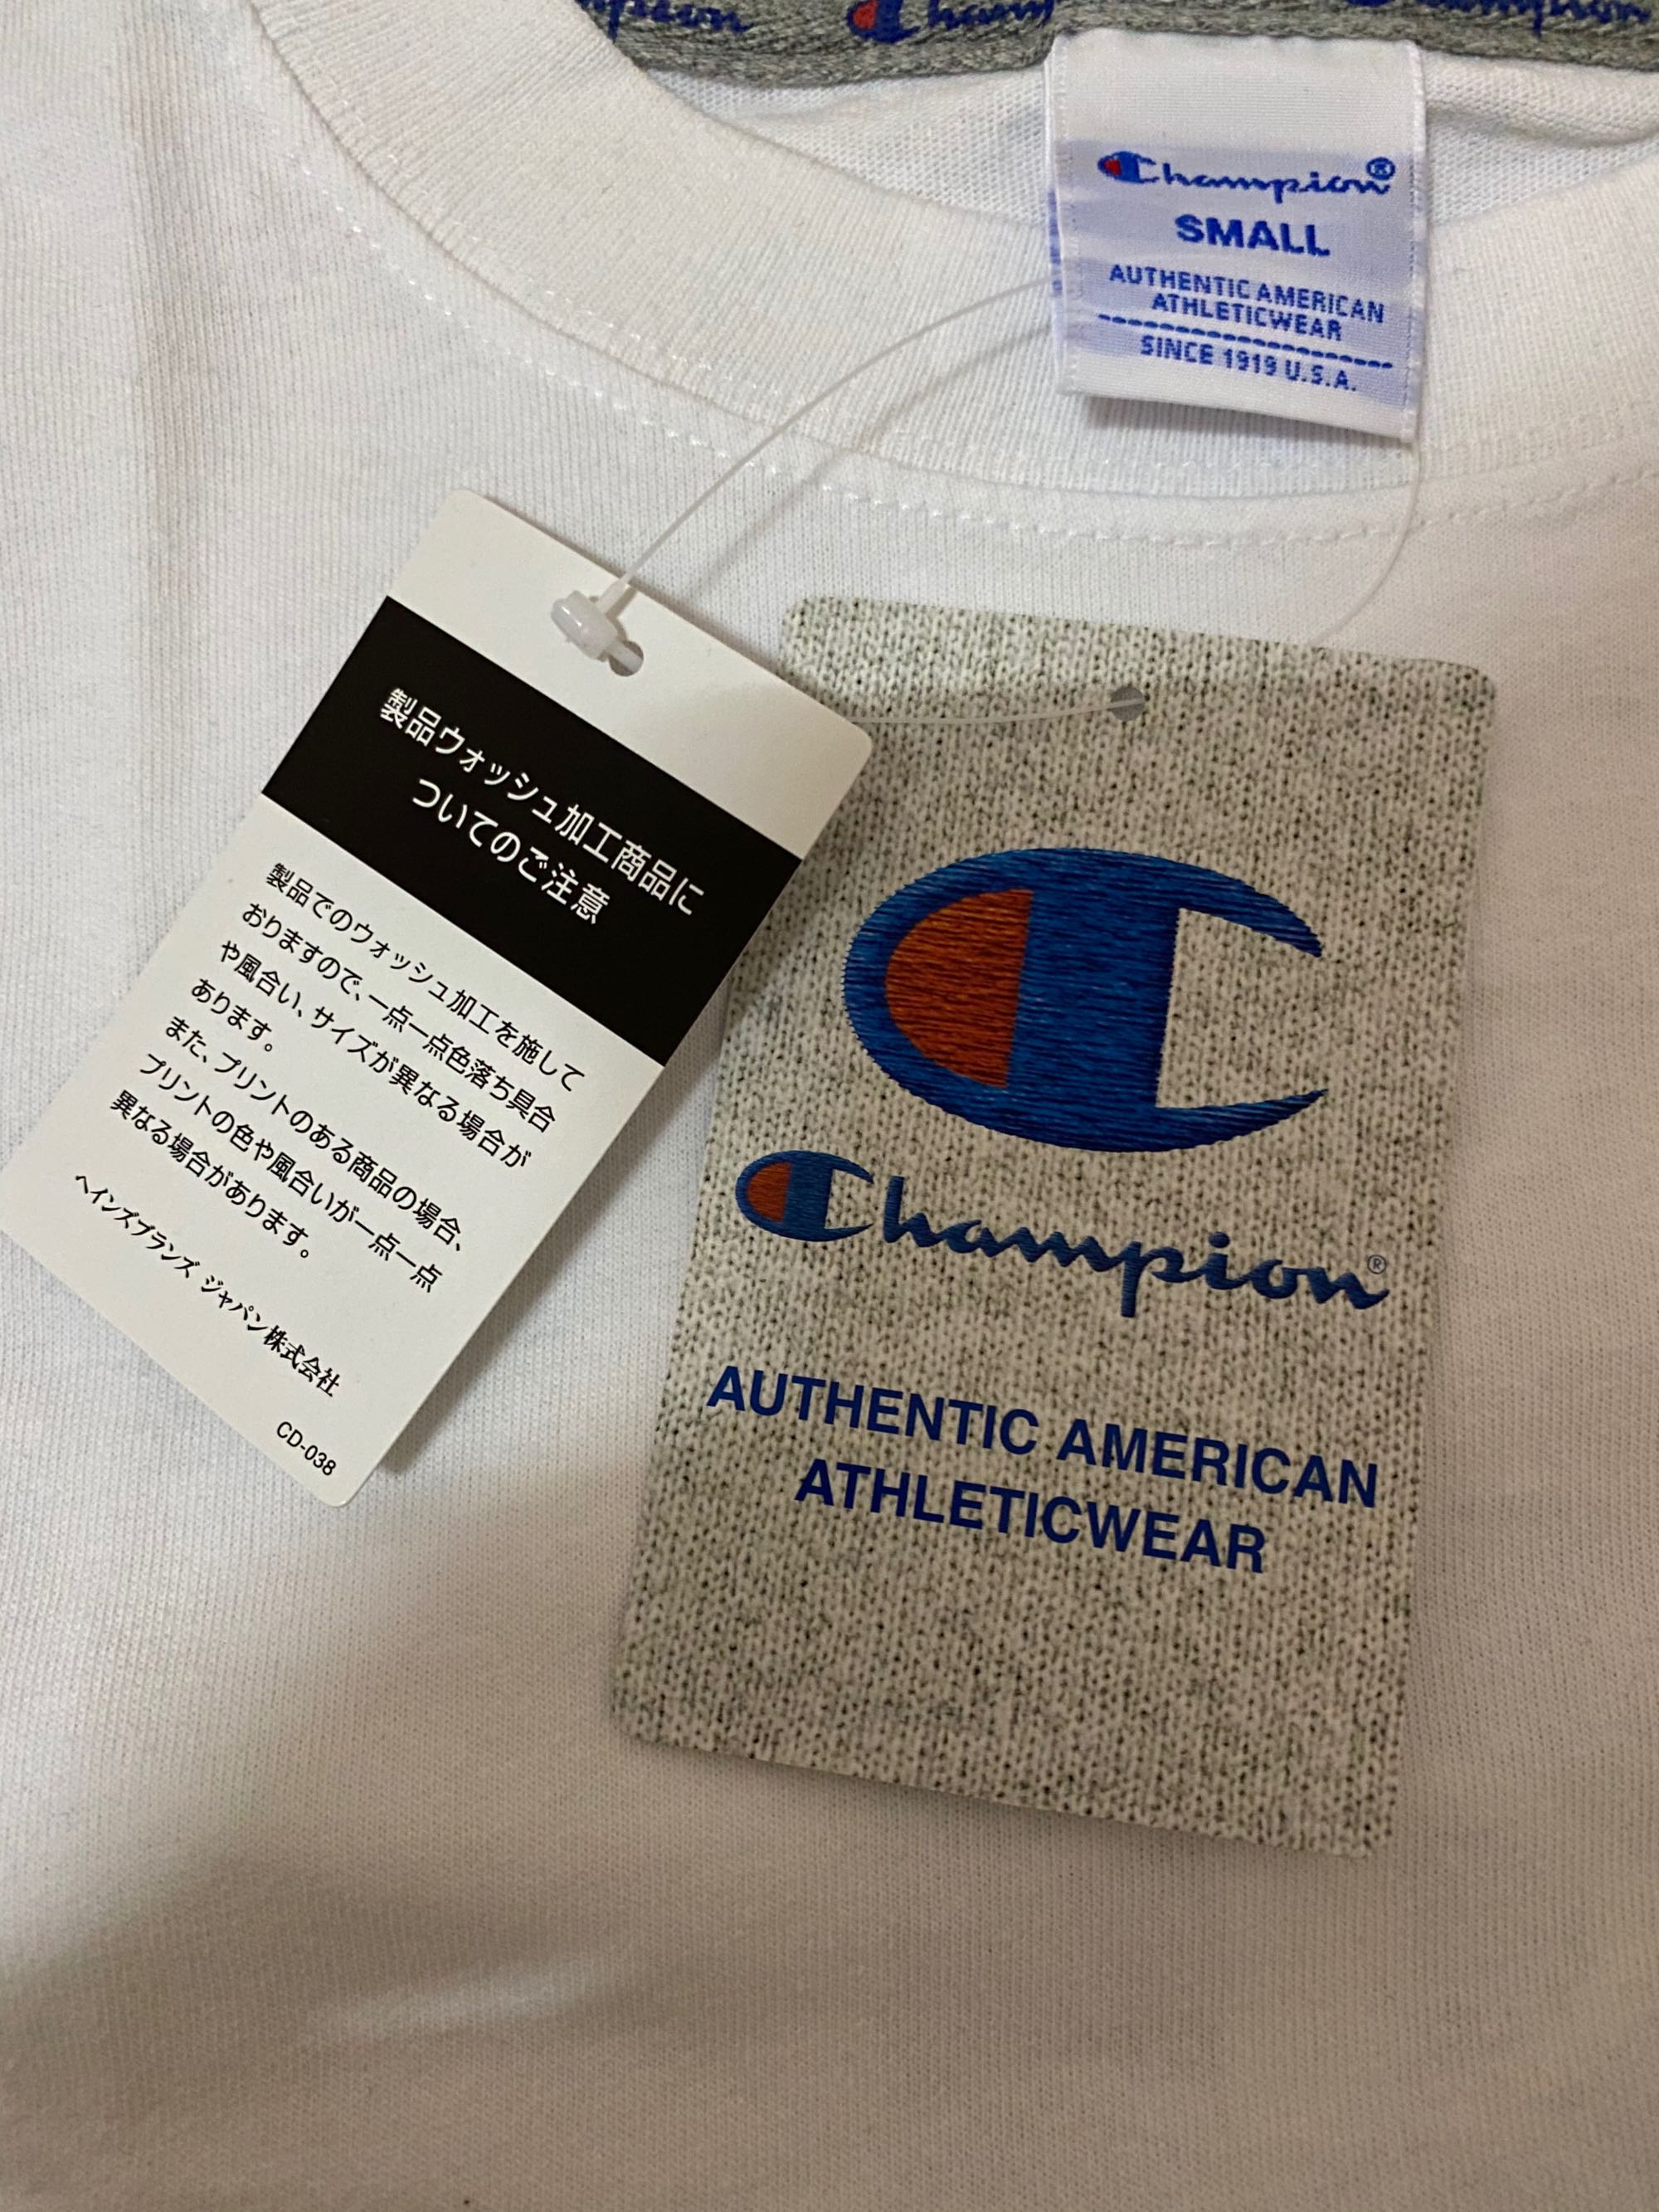 Champion
Champion®
SMALL
AUTHENTIC AMERICAN
ATHLETICWEAR
SINCE 1919 U.S.A.
製品ウォッシュ加工商品に
ついてのご注意
製品でのウォッシュ加工を施して
おりますので、一点一点色落ち具合
や風合い、サイズが異なる場合が
あります。
また、プリントのある商品の場合、
プリントの色や風合いが一点一点
異なる場合があります。
ヘインズブランズ ジャパン株式会社
CD-038
Champion®
AUTHENTIC AMERICAN
ATHLETICWEAR